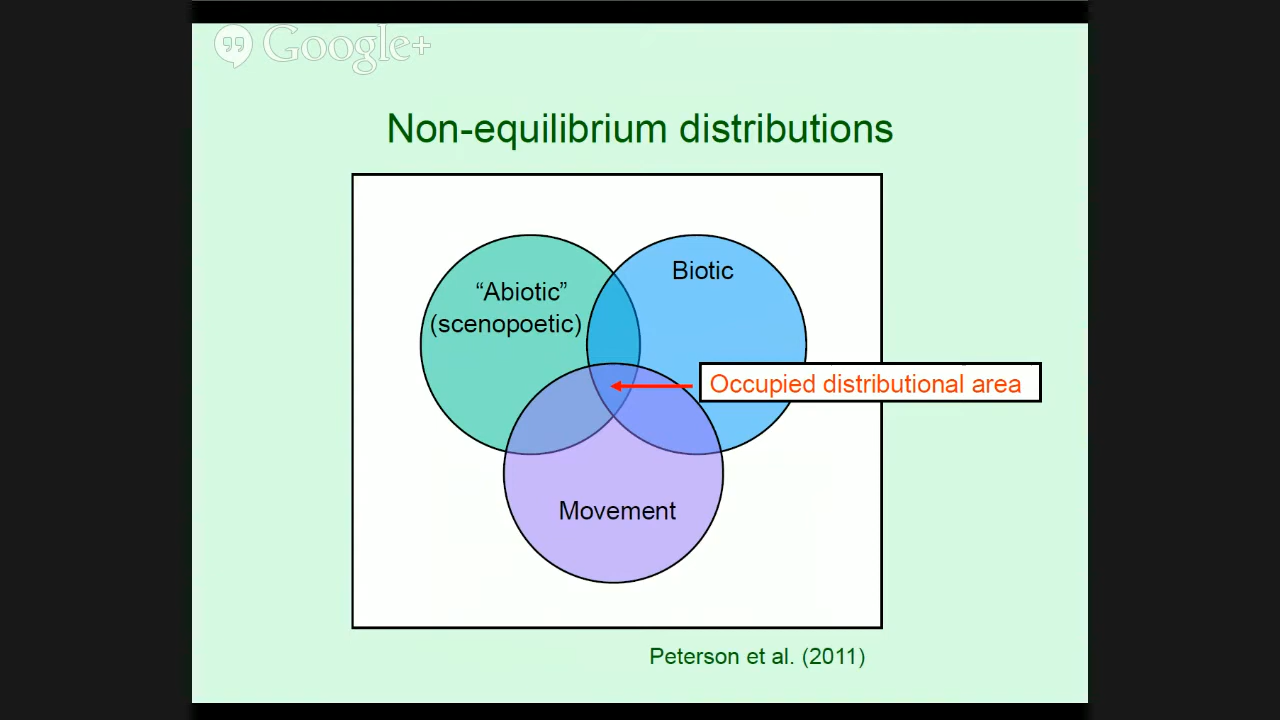 Google+
Non-equilibrium distributions
“Abiotic”
(scenopoetic)
Biotic
Occupied distributional area
Movement
Peterson et al. (2011)